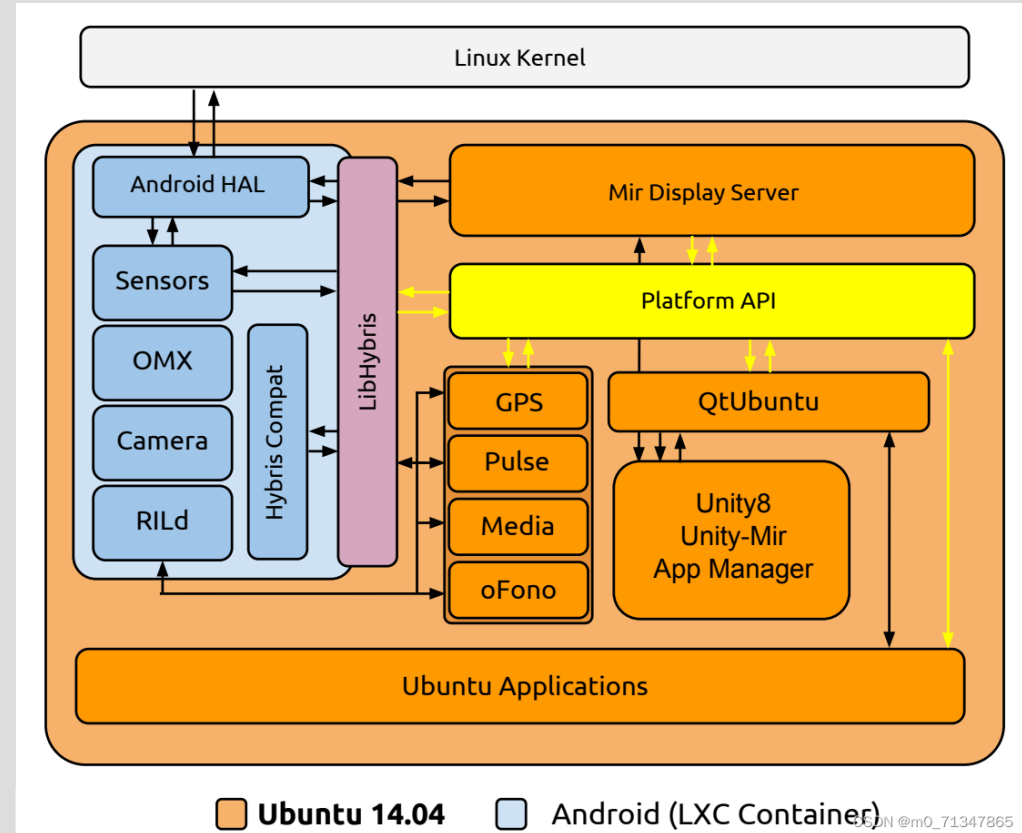 Linux Kernel
Android HAL
Mir Display Server
Sensors
Platform API
OMX
LibHybris
Hybris Compat
GPS
QtUbuntu
Camera
Pulse
RILd
Media
Unity8
Unity-Mir
App Manager
oFono
Ubuntu Applications
Ubuntu 14.04
Android (LXC Container)
CSDN @m0_71347865